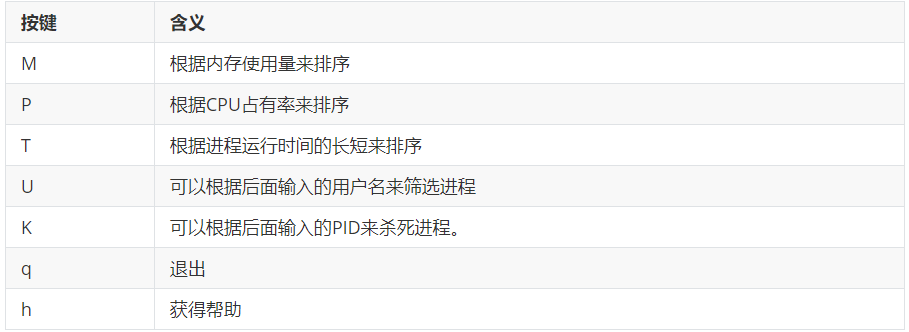 按键 含义
M 根据内存使用量来排序
P 根据CPU占有率来排序
T 根据进程运行时间的长短来排序
U 可以根据后面输入的用户名来筛选进程
K 可以根据后面输入的PID来杀死进程。
q 退出
h 获得帮助